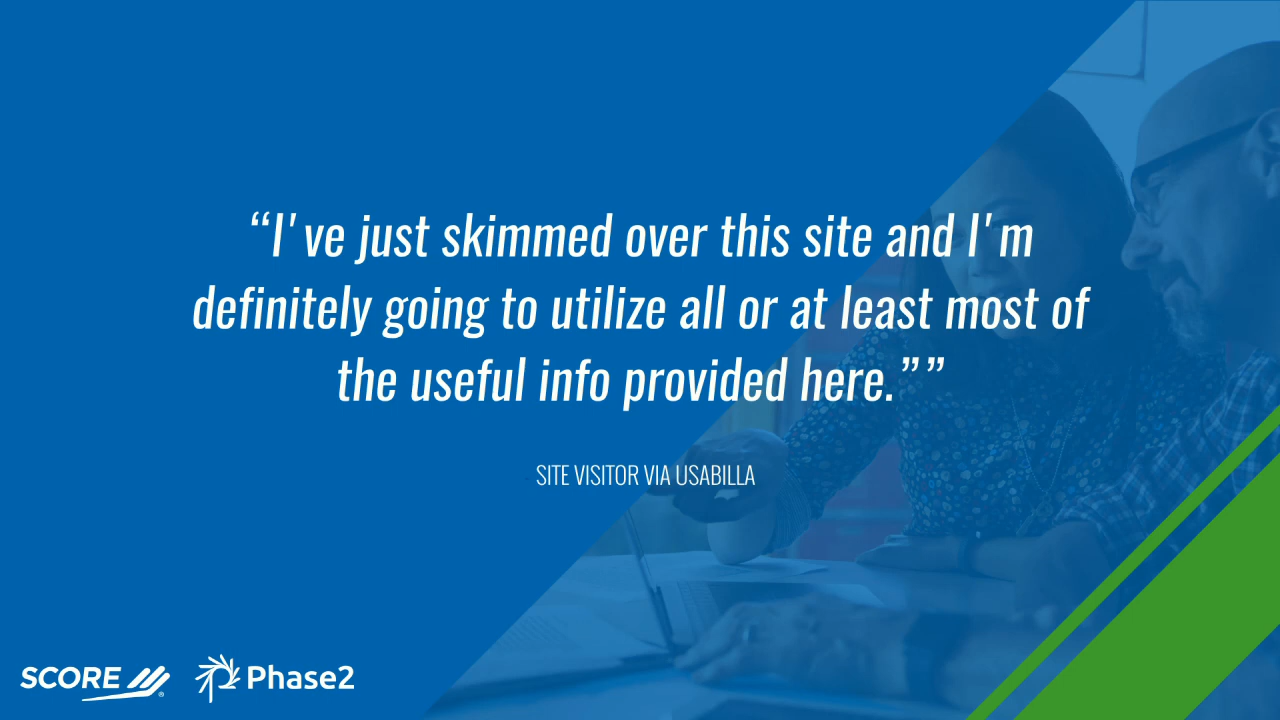 “I've just skimmed over this site and I'm
definitely going to utilize all or at least most of
the useful info provided here.””
SITE VISITOR VIA USABILLA
SCORE ® Phase2